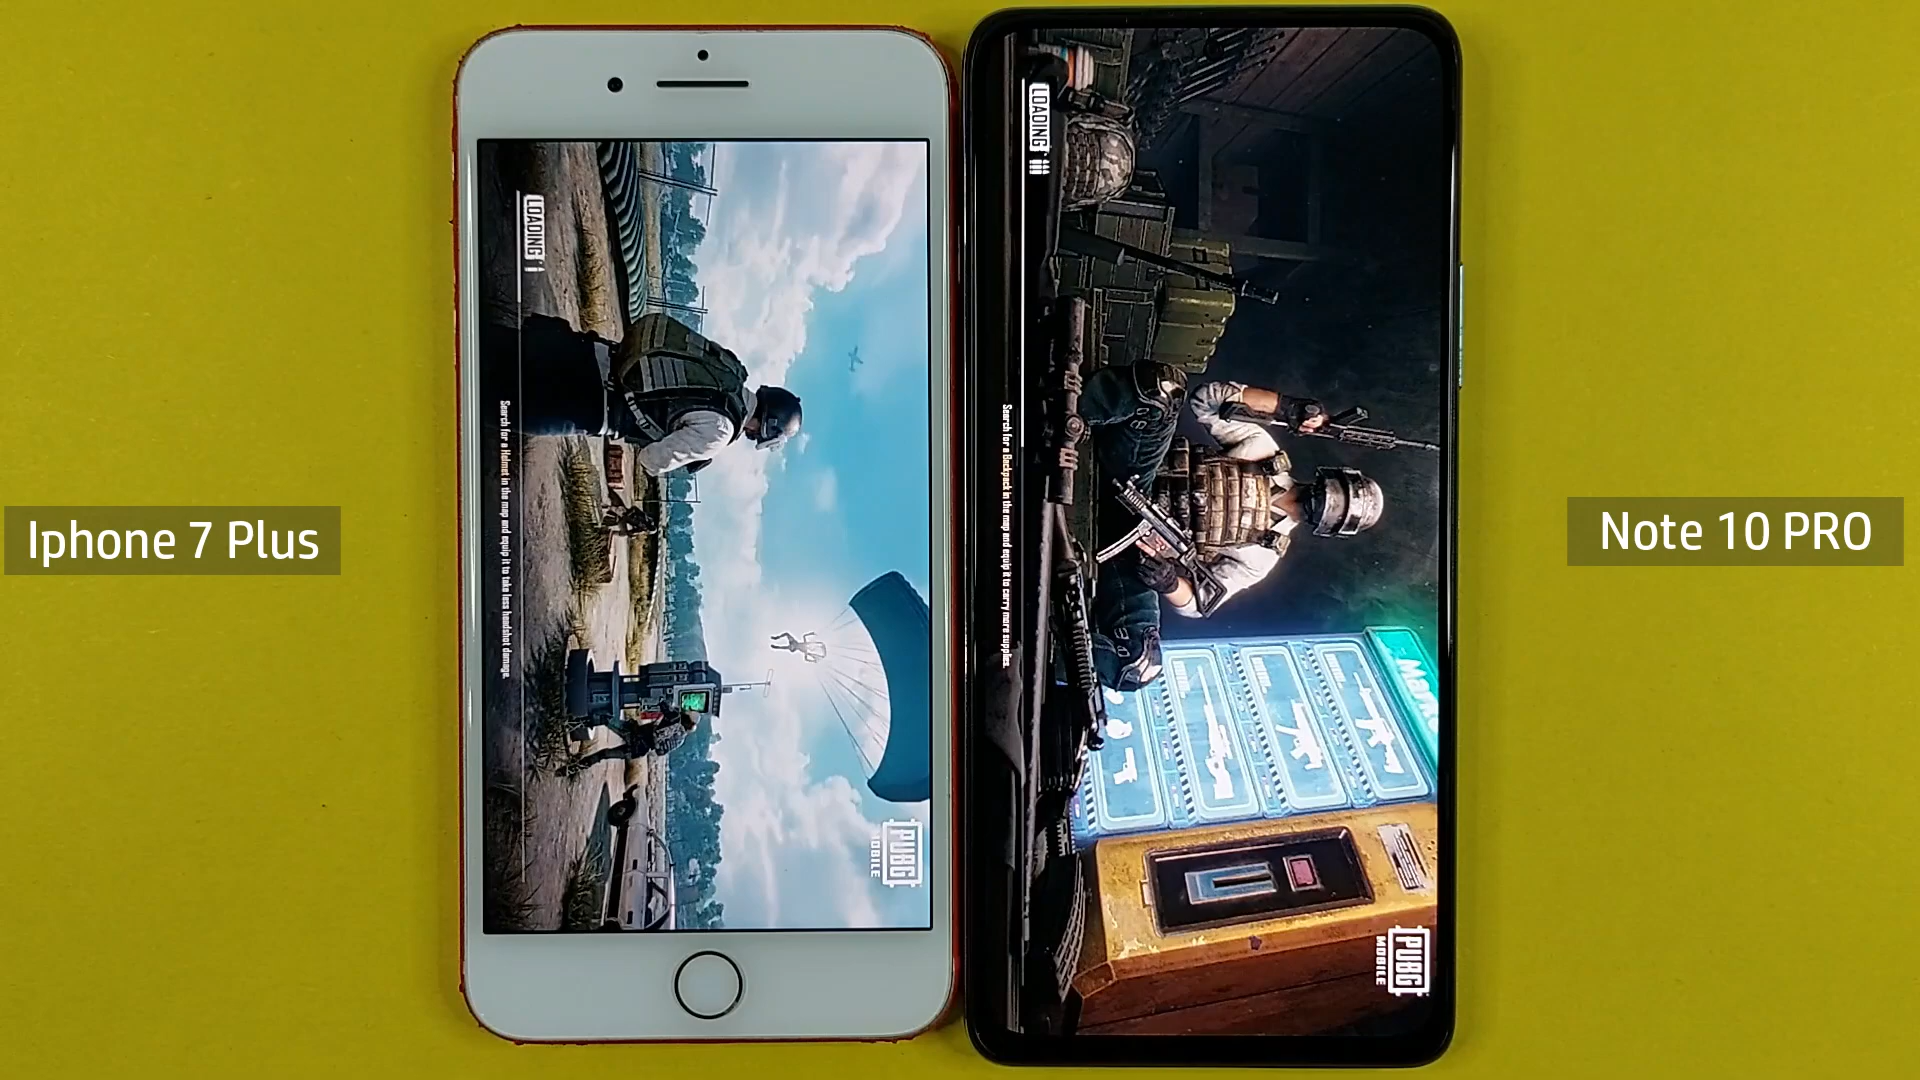 Iphone 7 Plus
LOADING
Search for a Helmet in the map and equip it to take less headshot damage.
PUBG
MOBILE
LOADING
Search for a Backpack in the map and equip it to carry more supplies.
PUBG
MOBILE
Note 10 PRO